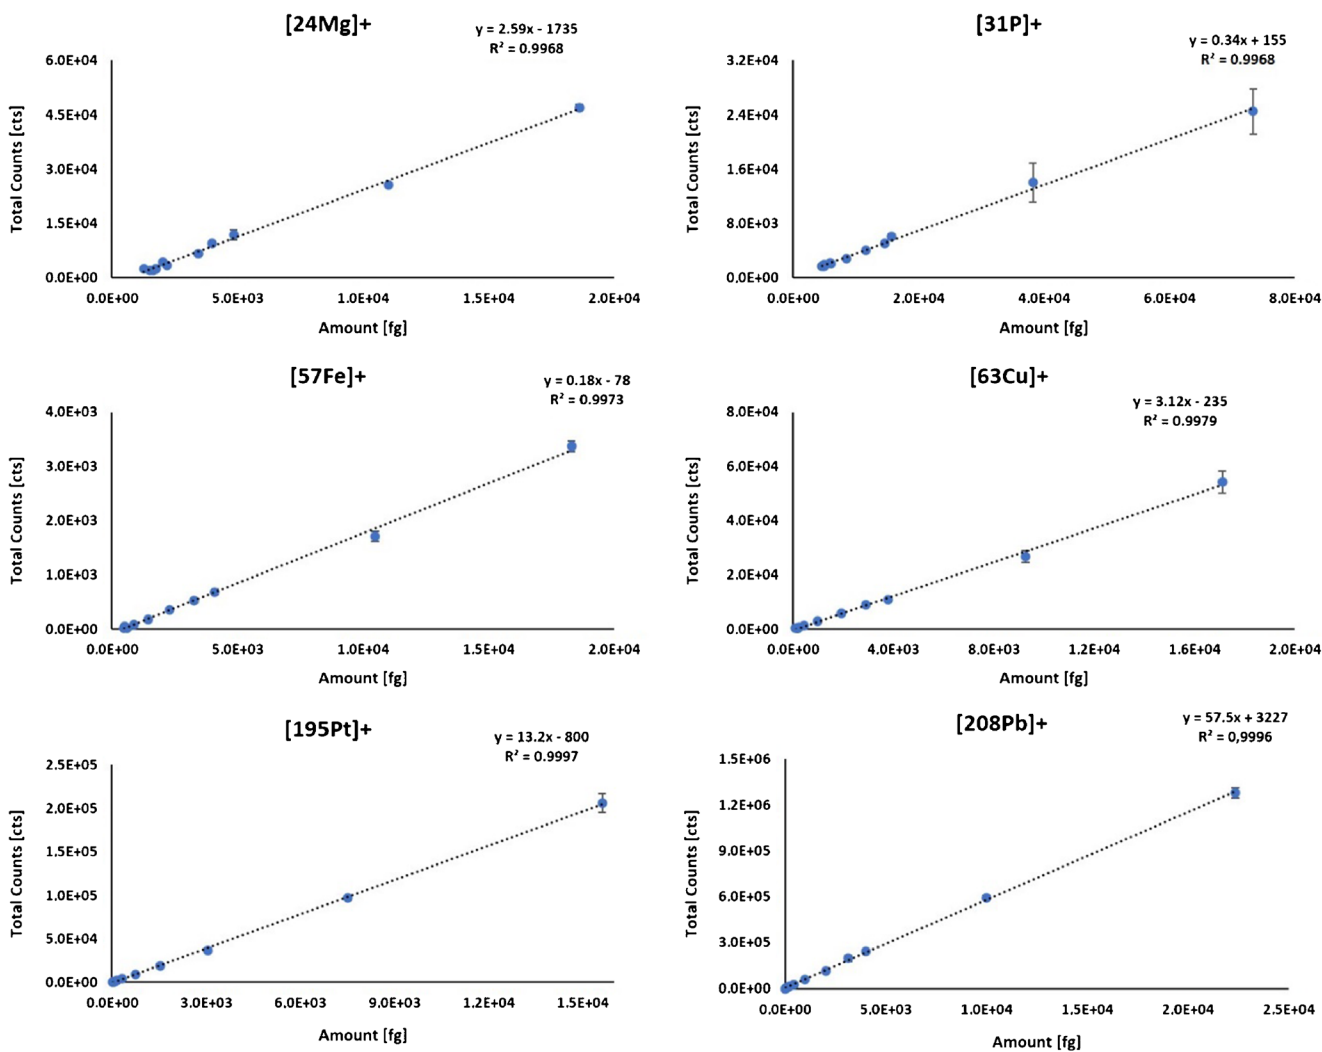 [24Mg]+
y = 2.59x - 1735
R² = 0.9968
6.0E+04
4.5E+04
3.0E+04
1.5E+04
0.0E+00
Total Counts [cts]
0.0E+00 5.0E+03 1.0E+04 1.5E+04 2.0E+04
Amount [fg]
[31P]+
y = 0.34x + 155
R² = 0.9968
3.2E+04
2.4E+04
1.6E+04
8.0E+03
0.0E+00
Total Counts [cts]
0.0E+00 2.0E+04 4.0E+04 6.0E+04 8.0E+04
Amount [fg]
[57Fe]+
y = 0.18x - 78
R² = 0.9973
4.0E+03
3.0E+03
2.0E+03
1.0E+03
0.0E+00
Total Counts [cts]
0.0E+00 5.0E+03 1.0E+04 1.5E+04 2.0E+04
Amount [fg]
[63Cu]+
y = 3.12x - 235
R² = 0.9979
8.0E+04
6.0E+04
4.0E+04
2.0E+04
0.0E+00
Total Counts [cts]
0.0E+00 4.0E+03 8.0E+03 1.2E+04 1.6E+04 2.0E+04
Amount [fg]
[195Pt]+
y = 13.2x - 800
R² = 0.9997
2.5E+05
2.0E+05
1.5E+05
1.0E+05
5.0E+04
0.0E+00
Total Counts [cts]
0.0E+00 3.0E+03 6.0E+03 9.0E+03 1.2E+04 1.5E+04
Amount [fg]
[208Pb]+
y = 57.5x + 3227
R² = 0,9996
1.5E+06
1.2E+06
9.0E+05
6.0E+05
3.0E+05
0.0E+00
Total Counts [cts]
0.0E+00 5.0E+03 1.0E+04 1.5E+04 2.0E+04 2.5E+04
Amount [fg]